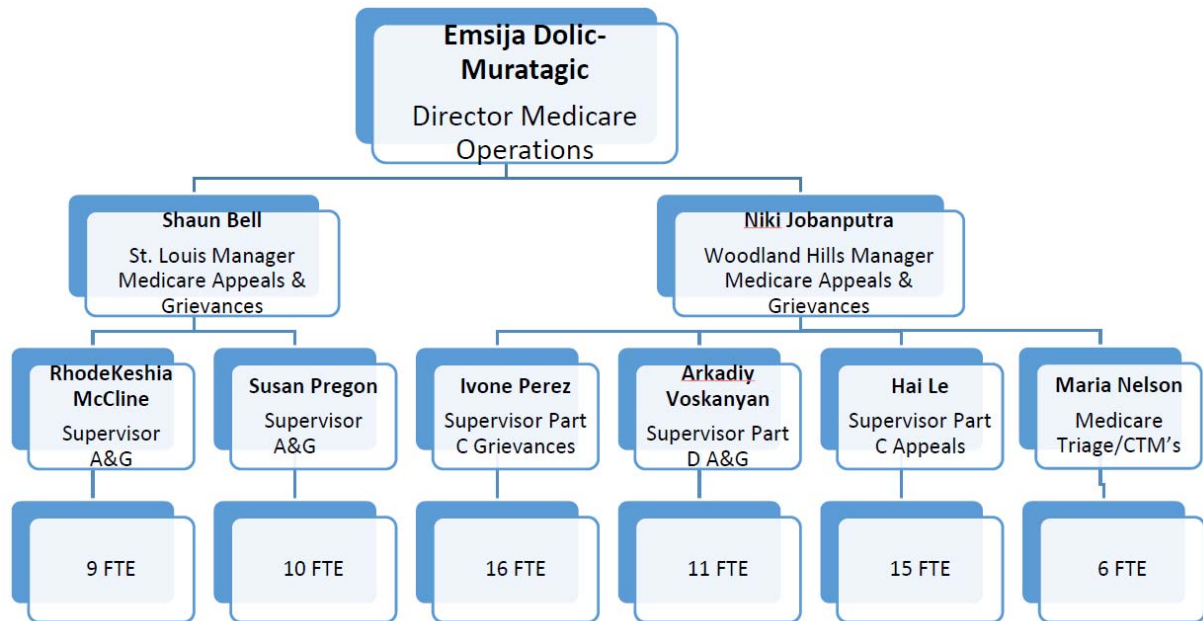 Emsija Dolic-
Muratagic
Director Medicare
Operations
Shaun Bell
St. Louis Manager
Medicare Appeals &
Grievances
Niki Jobanputra
Woodland Hills Manager
Medicare Appeals &
Grievances
RhodeKeshia
McCline
Supervisor
A&G
Susan Pregon
Supervisor
A&G
Ivone Perez
Supervisor Part
C Grievances
Arkadiy
Voskanyan
Supervisor Part
D A&G
Hai Le
Supervisor Part
C Appeals
Maria Nelson
Medicare
Triage/CTM's
9 FTE
10 FTE
16 FTE
11 FTE
15 FTE
6 FTE